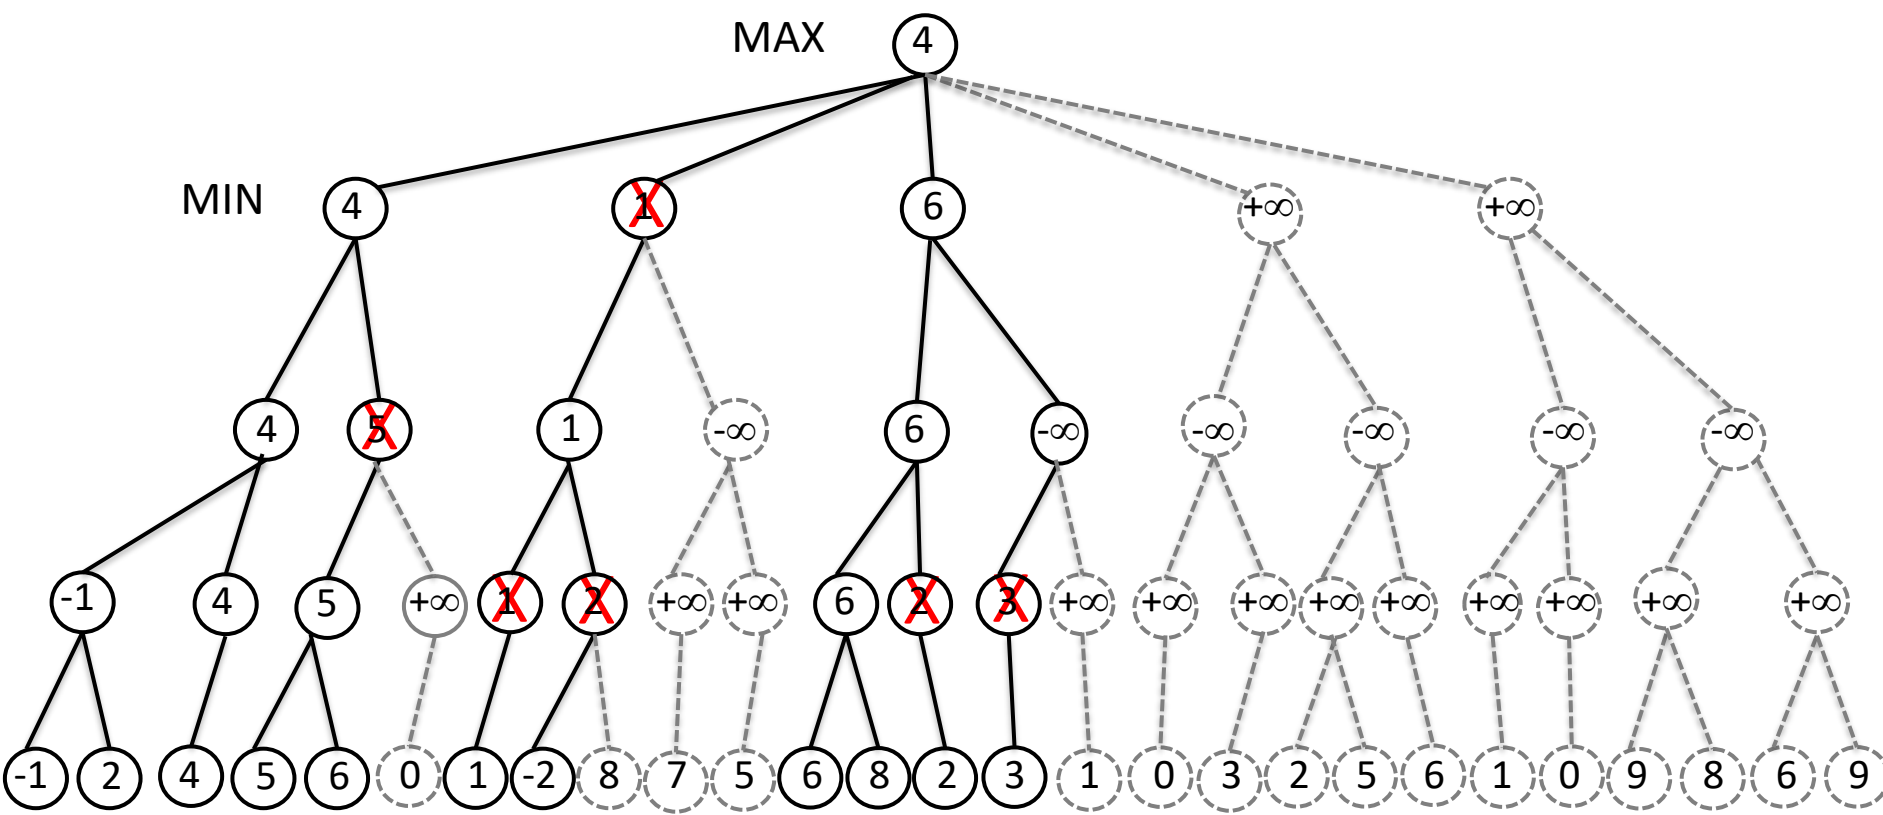 MAX 4
MIN 4 1 6 +∞ +∞
4 5 1 -∞ 6 -∞ -∞ -∞ -∞ -∞
-1 4 5 +∞ 1 2 +∞ +∞ 6 2 3 +∞ +∞ +∞ +∞ +∞ +∞ +∞ +∞ +∞
-1 2 4 5 6 0 1 -2 8 7 5 6 8 2 3 1 0 3 2 5 6 1 0 9 8 6 9